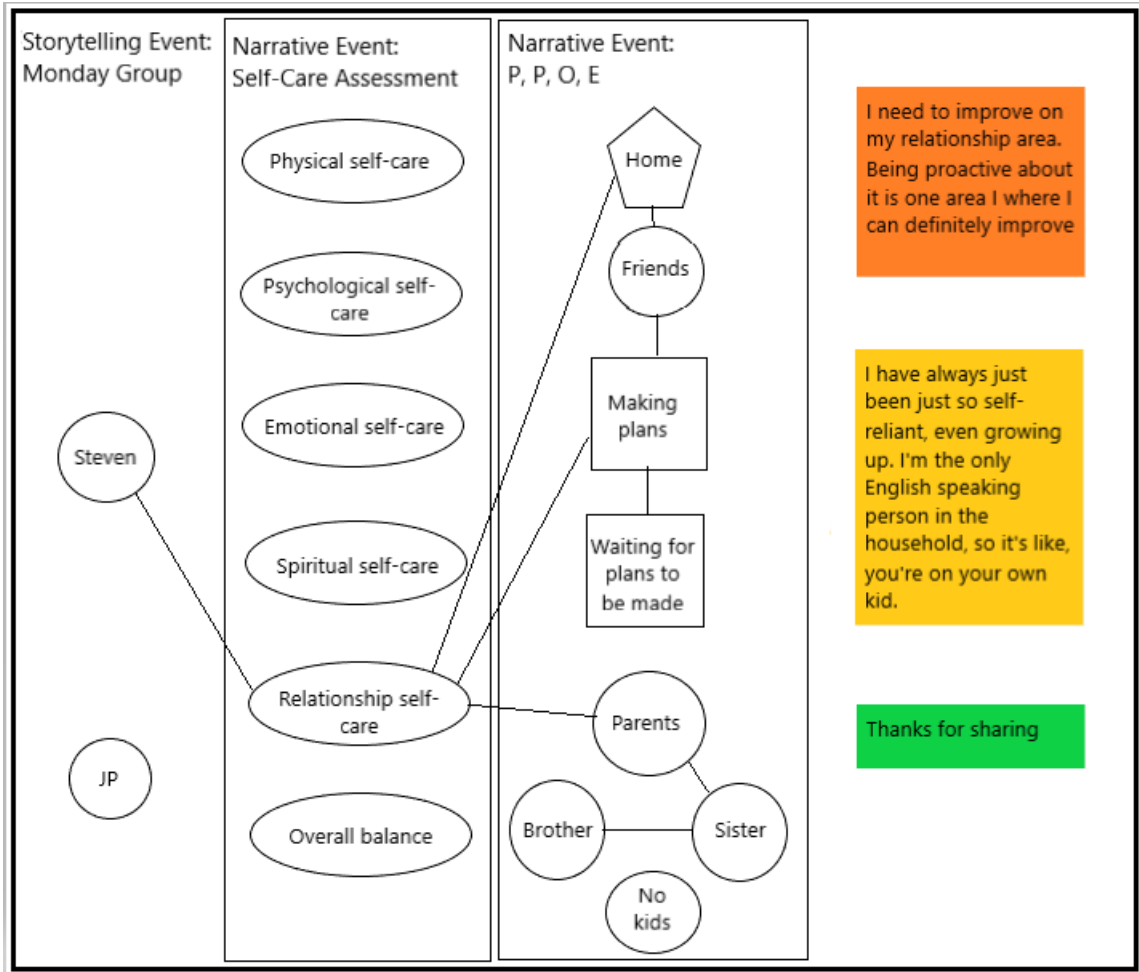 Storytelling Event:
Monday Group
Narrative Event:
Self-Care Assessment
Narrative Event:
P, P, O, E
Steven
JP
Physical self-care
Psychological self-
care
Emotional self-care
Spiritual self-care
Relationship self-
care
Overall balance
Home
Friends
Making
plans
Waiting for
plans to
be made
Parents
Brother
Sister
No
kids
I need to improve on
my relationship area.
Being proactive about
it is one area I where I
can definitely improve
I have always just
been just so self-
reliant, even growing
up. I'm the only
English speaking
person in the
household, so it's like,
you're on your own
kid.
Thanks for sharing